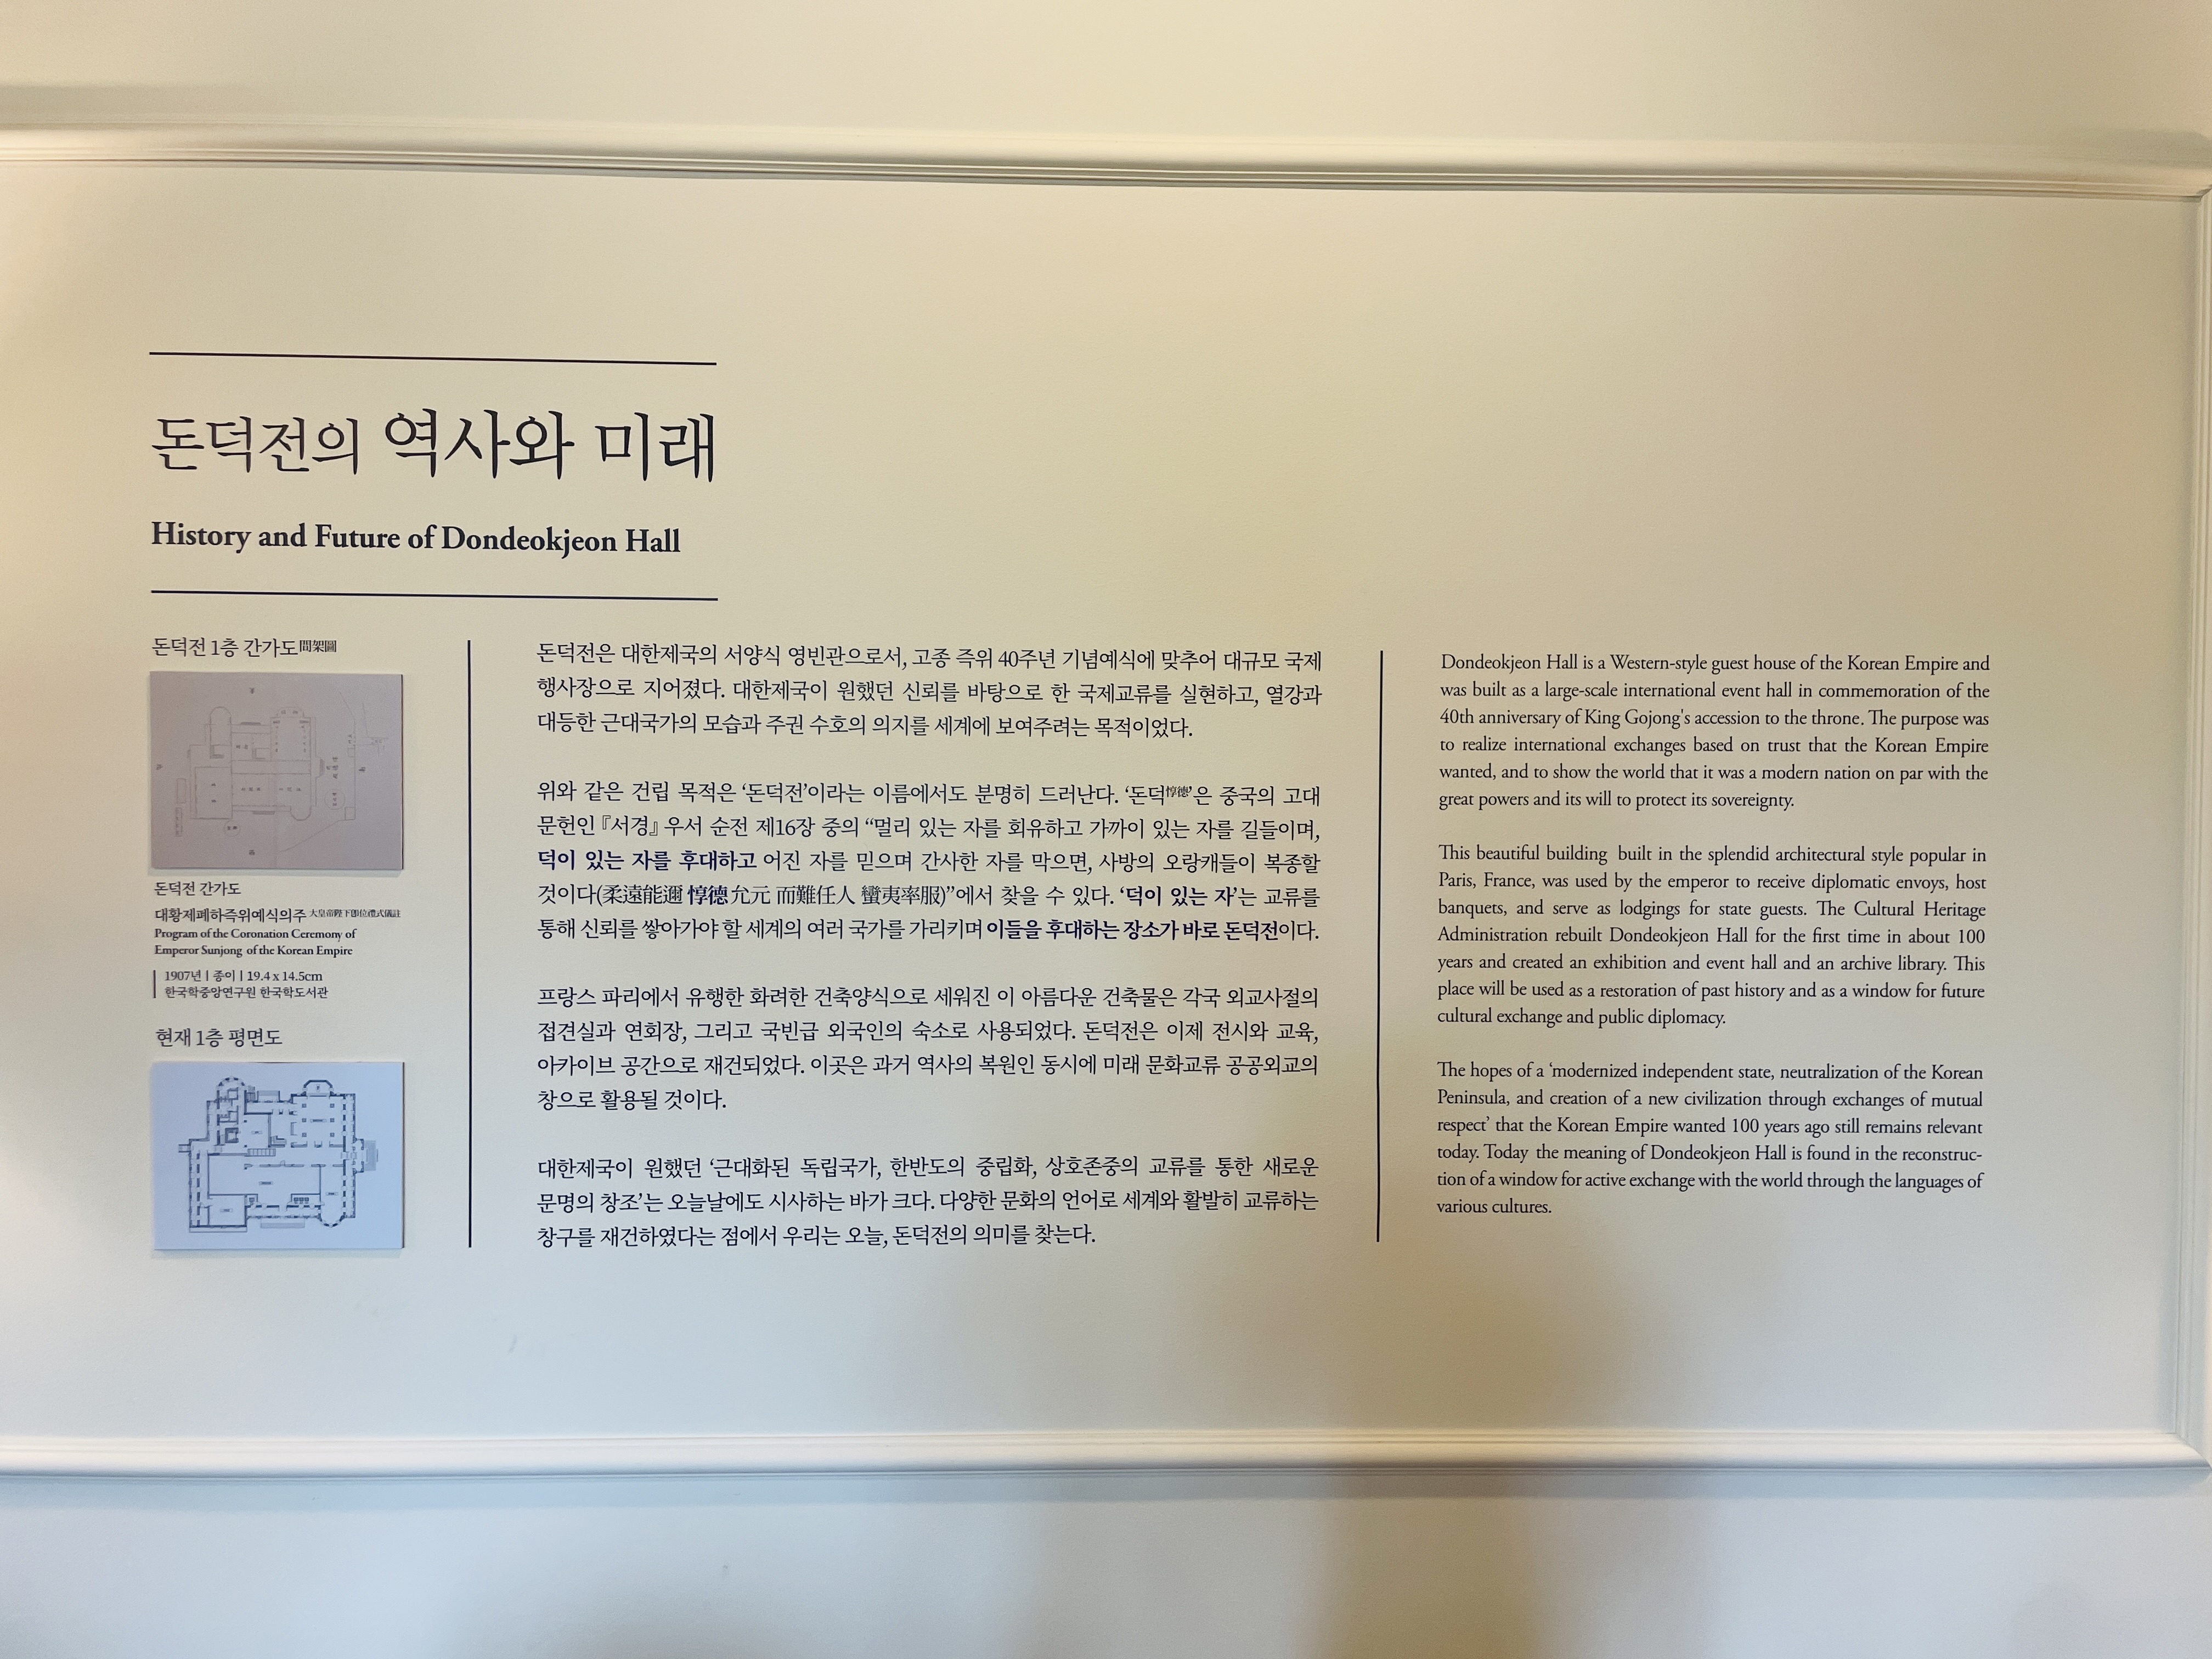 돈덕전의 역사와 미래
History and Future of Dondeokjeon Hall
돈덕전 1층 간가도間架圖
돈덕전 간가도
대황제폐하즉위예식의주 大皇帝陛下卽位禮式儀註
Program of the Coronation Ceremony of
Emperor Sunjong of the Korean Empire
1907년 | 종이 | 19.4 x 14.5cm
한국학중앙연구원 한국학도서관
현재 1층 평면도
돈덕전은 대한제국의 서양식 영빈관으로서, 고종 즉위 40주년 기념예식에 맞추어 대규모 국제
행사장으로 지어졌다. 대한제국이 원했던 신뢰를 바탕으로 한 국제교류를 실현하고, 열강과
대등한 근대국가의 모습과 주권 수호의 의지를 세계에 보여주려는 목적이었다.
위와 같은 건립 목적은 ‘돈덕전’이라는 이름에서도 분명히 드러난다. ‘돈덕惇德’은 중국의 고대
문헌인 『서경』 우서 순전 제16장 중의 “멀리 있는 자를 회유하고 가까이 있는 자를 길들이며,
덕이 있는 자를 후대하고 어진 자를 믿으며 간사한 자를 막으면, 사방의 오랑캐들이 복종할
것이다(柔遠能邇 惇德允元 而難任人 蠻夷率服)”에서 찾을 수 있다. ‘덕이 있는 자’는 교류를
통해 신뢰를 쌓아가야 할 세계의 여러 국가를 가리키며 이들을 후대하는 장소가 바로 돈덕전이다.
프랑스 파리에서 유행한 화려한 건축양식으로 세워진 이 아름다운 건축물은 각국 외교사절의
접견실과 연회장, 그리고 국빈급 외국인의 숙소로 사용되었다. 돈덕전은 이제 전시와 교육,
아카이브 공간으로 재건되었다. 이곳은 과거 역사의 복원인 동시에 미래 문화교류 공공외교의
창으로 활용될 것이다.
대한제국이 원했던 ‘근대화된 독립국가, 한반도의 중립화, 상호존중의 교류를 통한 새로운
문명의 창조’는 오늘날에도 시사하는 바가 크다. 다양한 문화의 언어로 세계와 활발히 교류하는
창구를 재건하였다는 점에서 우리는 오늘, 돈덕전의 의미를 찾는다.
Dondeokjeon Hall is a Western-style guest house of the Korean Empire and
was built as a large-scale international event hall in commemoration of the
40th anniversary of King Gojong's accession to the throne. The purpose was
to realize international exchanges based on trust that the Korean Empire
wanted, and to show the world that it was a modern nation on par with the
great powers and its will to protect its sovereignty.
This beautiful building built in the splendid architectural style popular in
Paris, France, was used by the emperor to receive diplomatic envoys, host
banquets, and serve as lodgings for state guests. The Cultural Heritage
Administration rebuilt Dondeokjeon Hall for the first time in about 100
years and created an exhibition and event hall and an archive library. This
place will be used as a restoration of past history and as a window for future
cultural exchange and public diplomacy.
The hopes of a ‘modernized independent state, neutralization of the Korean
Peninsula, and creation of a new civilization through exchanges of mutual
respect’ that the Korean Empire wanted 100 years ago still remains relevant
today. Today the meaning of Dondeokjeon Hall is found in the reconstruc-
tion of a window for active exchange with the world through the languages of
various cultures.